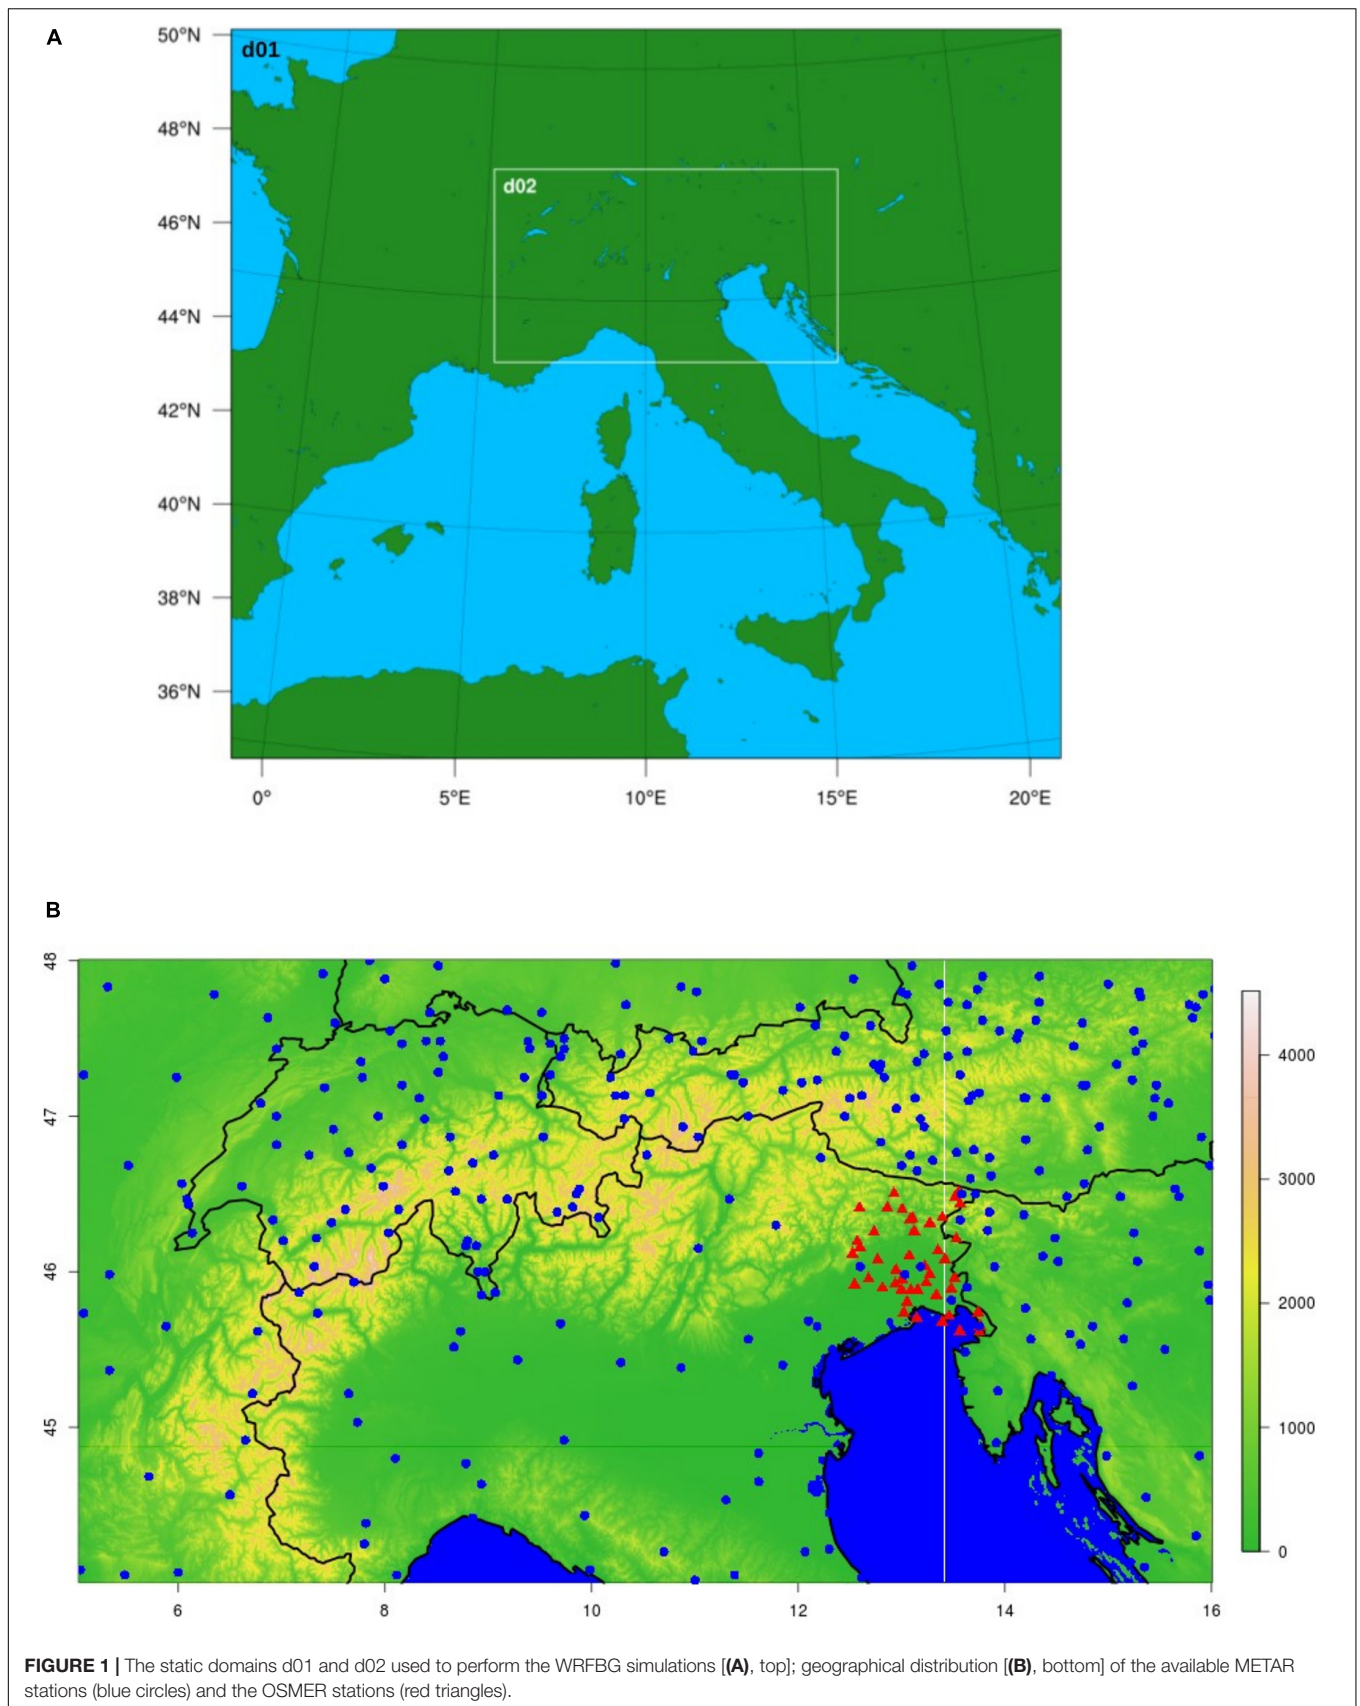 A
50°N
d01
48°N
d02
46°N
44°N
42°N
40°N
38°N
36°N
0° 5°E 10°E 15°E 20°E
B
48
47
46
45
4000
3000
2000
1000
0
6 8 10 12 14 16
FIGURE 1 | The static domains d01 and d02 used to perform the WRFBG simulations [(A), top]; geographical distribution [(B), bottom] of the available METAR
stations (blue circles) and the OSMER stations (red triangles).